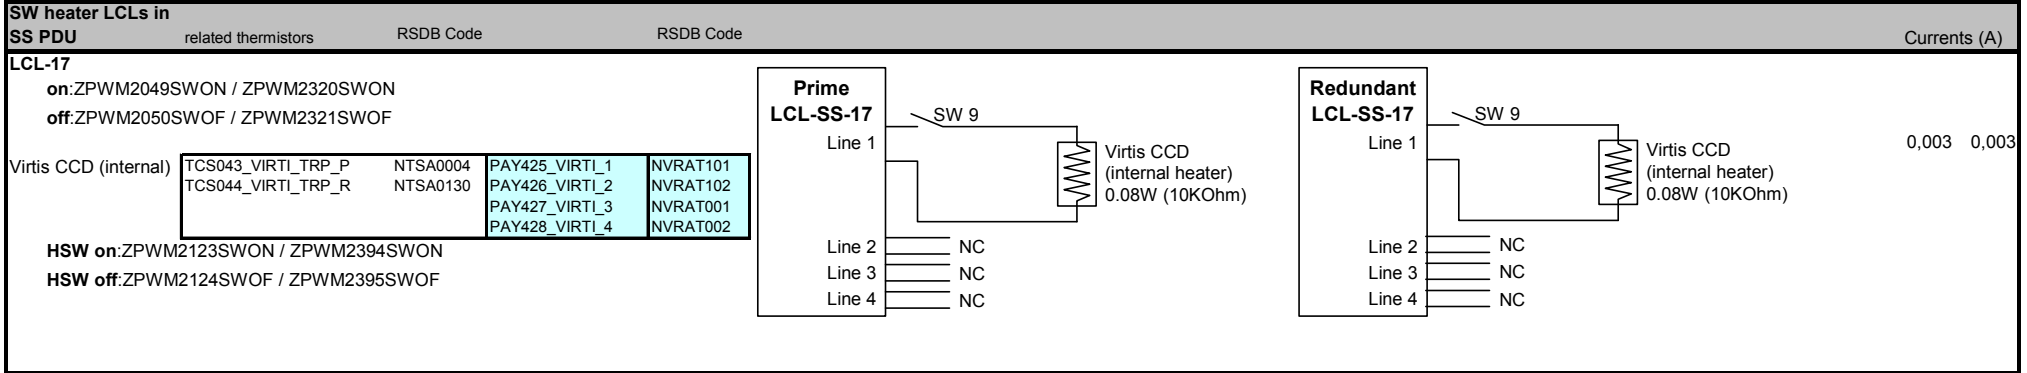 SW heater LCLs in
SS PDU related thermistors RSDB Code RSDB Code Currents (A)
LCL-17
on:ZPWM2049SWON / ZPWM2320SWON
off:ZPWM2050SWOF / ZPWM2321SWOF
Virtis CCD (internal) TCS043_VIRTI_TRP_P NTSA0004 PAY425_VIRTI_1 NVRAT101
TCS044_VIRTI_TRP_R NTSA0130 PAY426_VIRTI_2 NVRAT102
PAY427_VIRTI_3 NVRAT001
PAY428_VIRTI_4 NVRAT002
HSW on:ZPWM2123SWON / ZPWM2394SWON
HSW off:ZPWM2124SWOF / ZPWM2395SWOF
Prime
LCL-SS-17
SW 9
Line 1
Virtis CCD
(internal heater)
0.08W (10KOhm)
Line 2 NC
Line 3 NC
Line 4 NC
Redundant
LCL-SS-17
SW 9
Line 1
Virtis CCD
(internal heater)
0.08W (10KOhm)
Line 2 NC
Line 3 NC
Line 4 NC
0,003 0,003